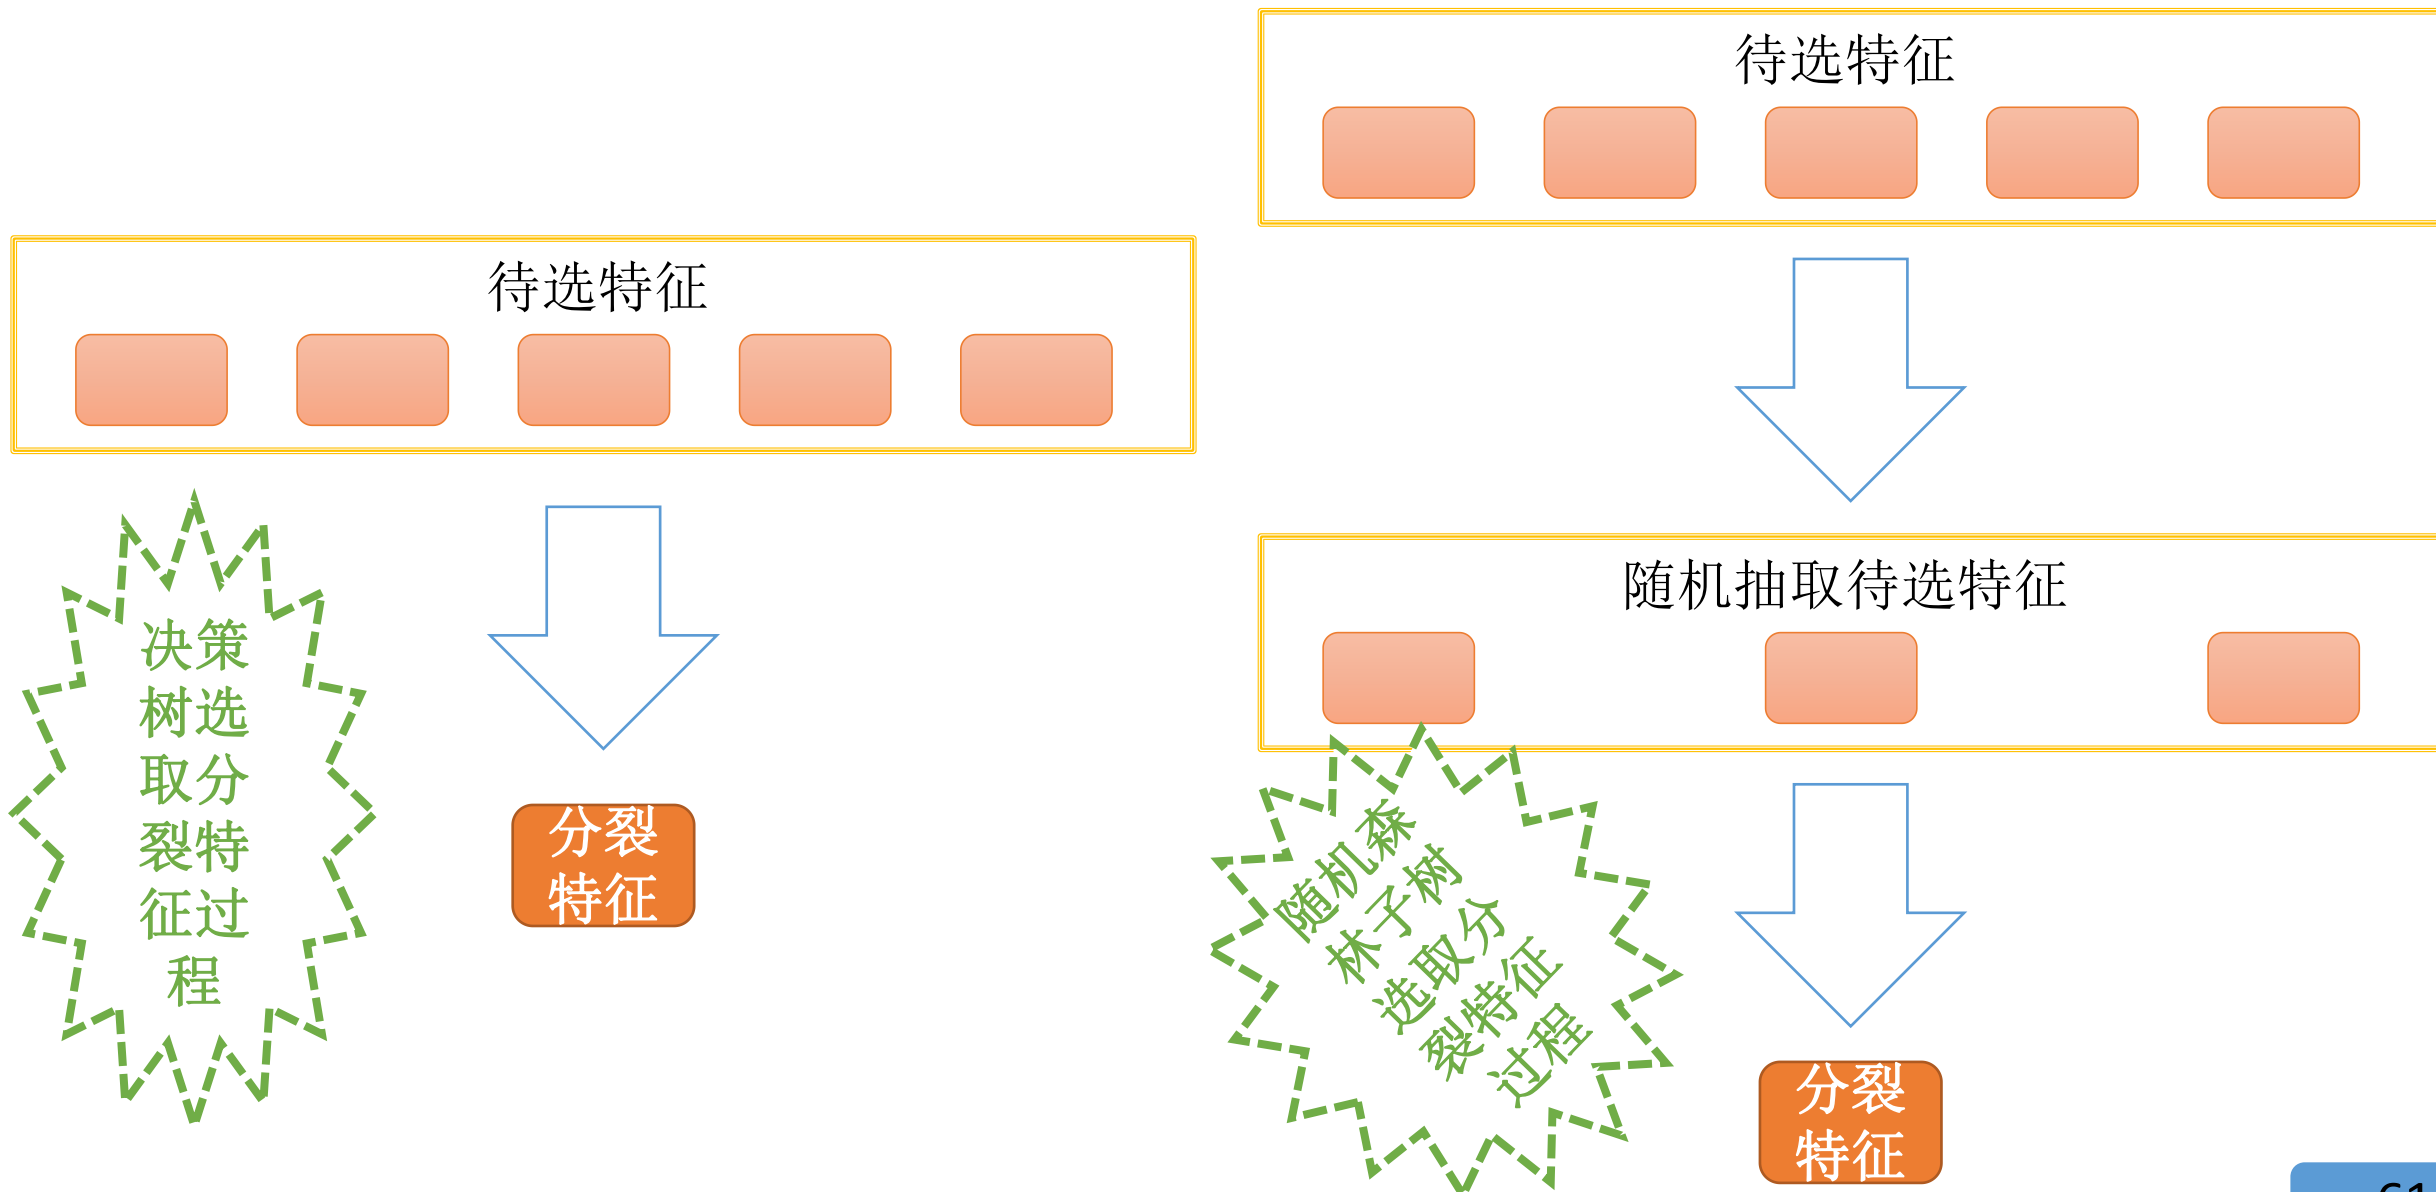 待选特征
决策
树选
取分
裂特
征过
程
分裂
特征
待选特征
随机抽取待选特征
随机森
林子树
选取分
裂特征
过程
分裂
特征